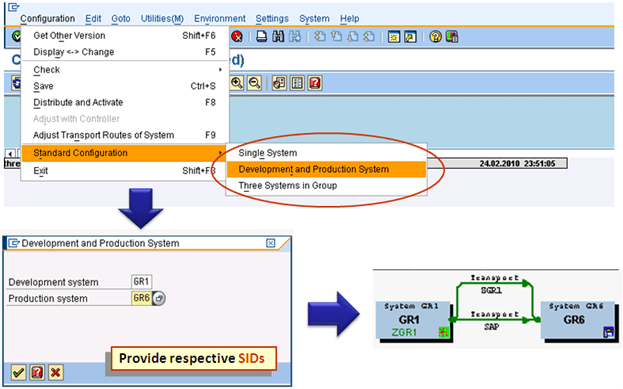 Configuration Edit Goto Utilities(M) Environment Settings System Help
Get Other Version Shift+F6
Display <-> Change F5
Check
Save Ctrl+S
Distribute and Activate F8
Adjust with Controller
Adjust Transport Routes of System F9
Standard Configuration
Exit Shift+F3
Single System
Development and Production System
Three Systems in Group
24.02.2010 23:51:05
Development and Production System
Development system GR1
Production system GR6
Provide respective SIDs
System GR1
GR1
ZGR1
Transport
Transport
SAP
System GR6
GR6